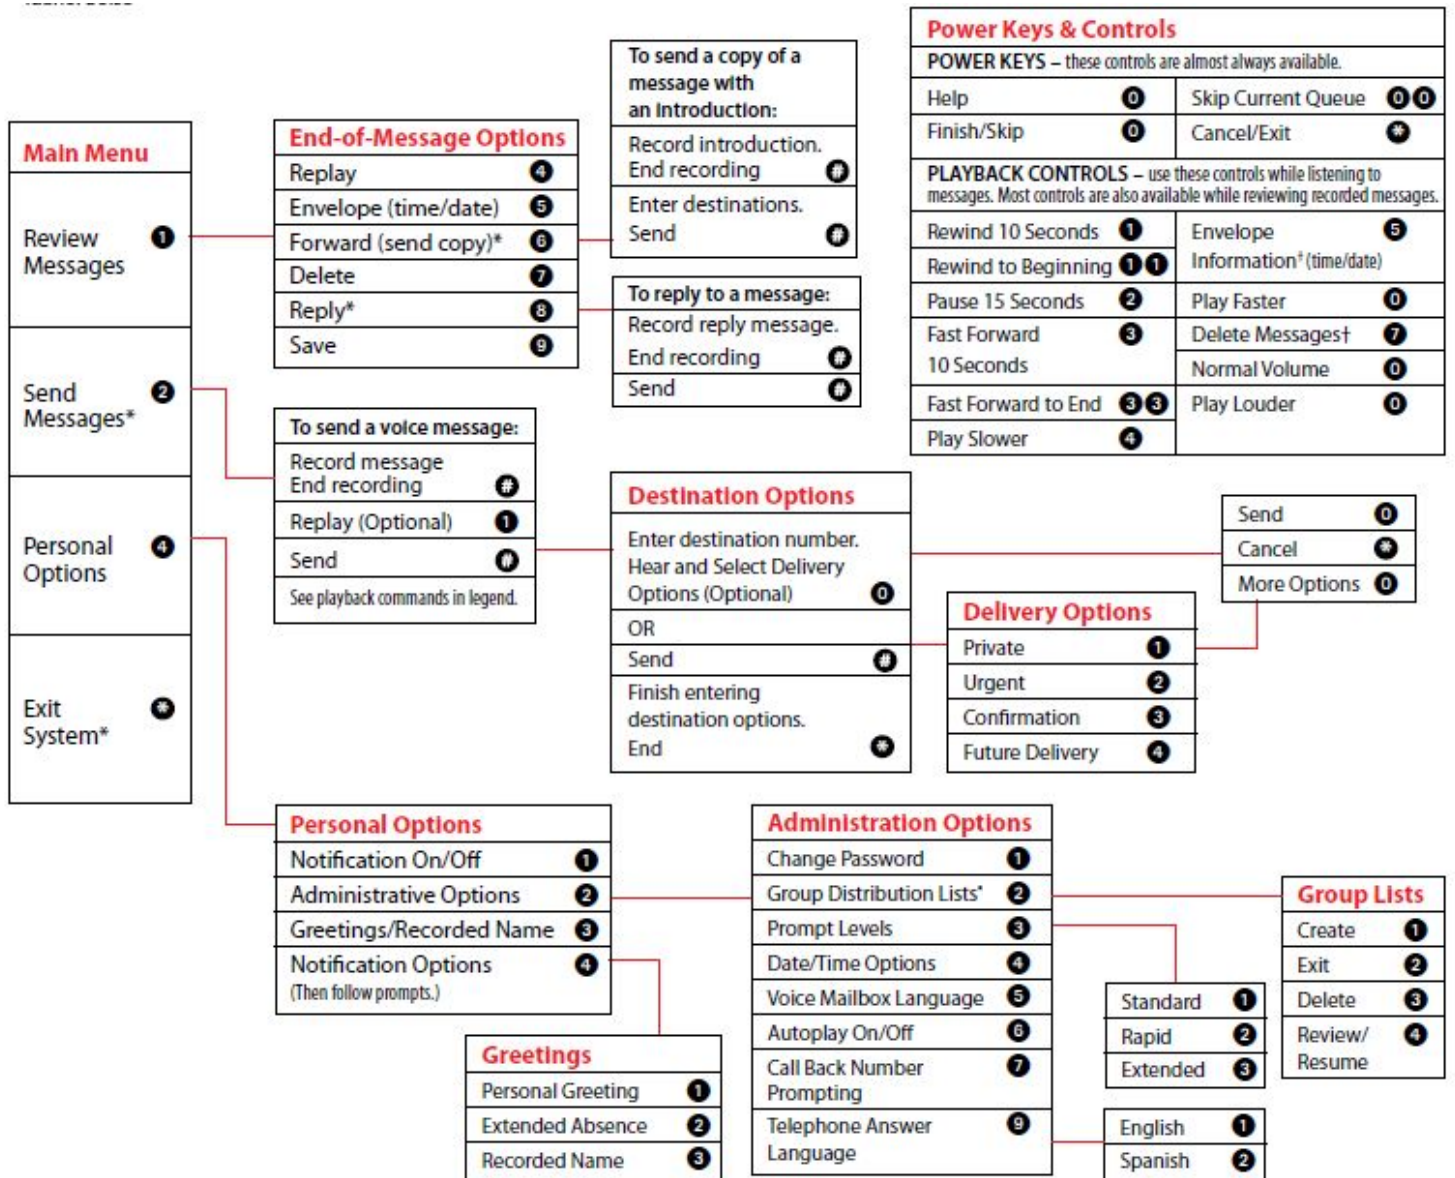 Main Menu
Review
Messages 1
Send
Messages* 2
Personal
Options 4
Exit
System* *
End-of-Message Options
Replay 4
Envelope (time/date) 5
Forward (send copy)* 6
Delete 7
Reply* 8
Save 9
To send a copy of a
message with
an introduction:
Record introduction.
End recording #
Enter destinations.
Send #
To reply to a message:
Record reply message.
End recording #
Send #
Power Keys & Controls
POWER KEYS – these controls are almost always available.
Help 0
Finish/Skip 0
Skip Current Queue 0 0
Cancel/Exit *
PLAYBACK CONTROLS – use these controls while listening to
messages. Most controls are also available while reviewing recorded messages.
Rewind 10 Seconds 1
Rewind to Beginning 1 1
Pause 15 Seconds 2
Fast Forward 3
10 Seconds
Fast Forward to End 3 3
Play Slower 4
Envelope 5
Information† (time/date)
Play Faster 0
Delete Messages† 7
Normal Volume 0
Play Louder 0
To send a voice message:
Record message
End recording #
Replay (Optional) 1
Send #
See playback commands in legend.
Destination Options
Enter destination number.
Hear and Select Delivery
Options (Optional) 0
OR
Send #
Finish entering
destination options.
End *
Delivery Options
Private 1
Urgent 2
Confirmation 3
Future Delivery 4
Send 0
Cancel *
More Options 0
Personal Options
Notification On/Off 1
Administrative Options 2
Greetings/Recorded Name 3
Notification Options 4
(Then follow prompts.)
Greetings
Personal Greeting 1
Extended Absence 2
Recorded Name 3
Administration Options
Change Password 1
Group Distribution Lists* 2
Prompt Levels 3
Date/Time Options 4
Voice Mailbox Language 5
Autoplay On/Off 6
Call Back Number 7
Prompting
Telephone Answer 9
Language
Standard 1
Rapid 2
Extended 3
English 1
Spanish 2
Group Lists
Create 1
Exit 2
Delete 3
Review/ 4
Resume